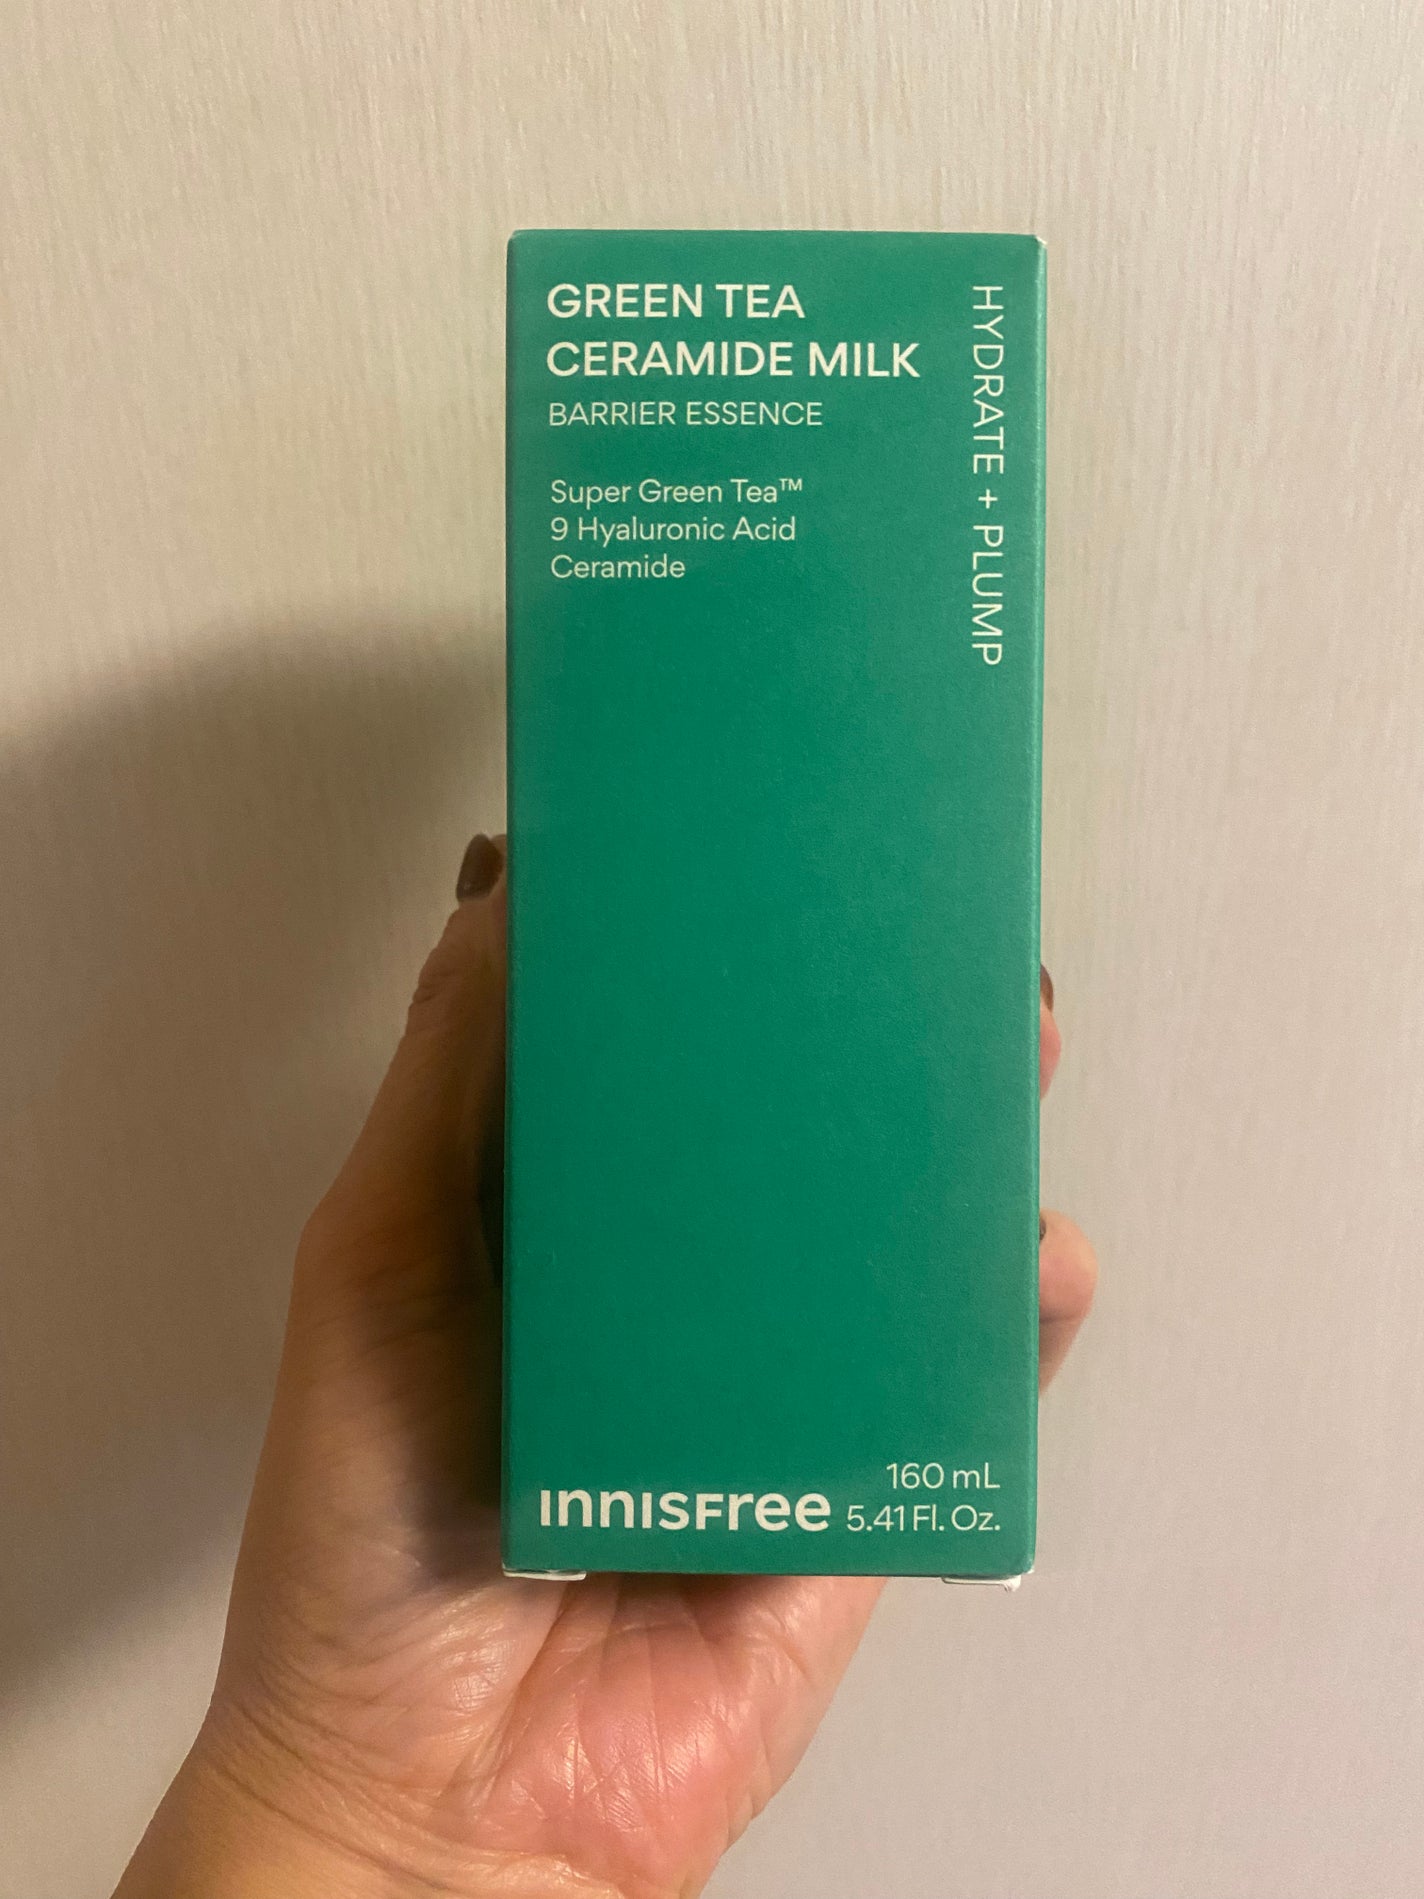 GREEN TEA
CERAMIDE MILK
BARRIER ESSENCE
Super Green Tea™
9 Hyaluronic Acid
Ceramide
HYDRATE + PLUMP
innisfree
160 mL
5.41 Fl. Oz.